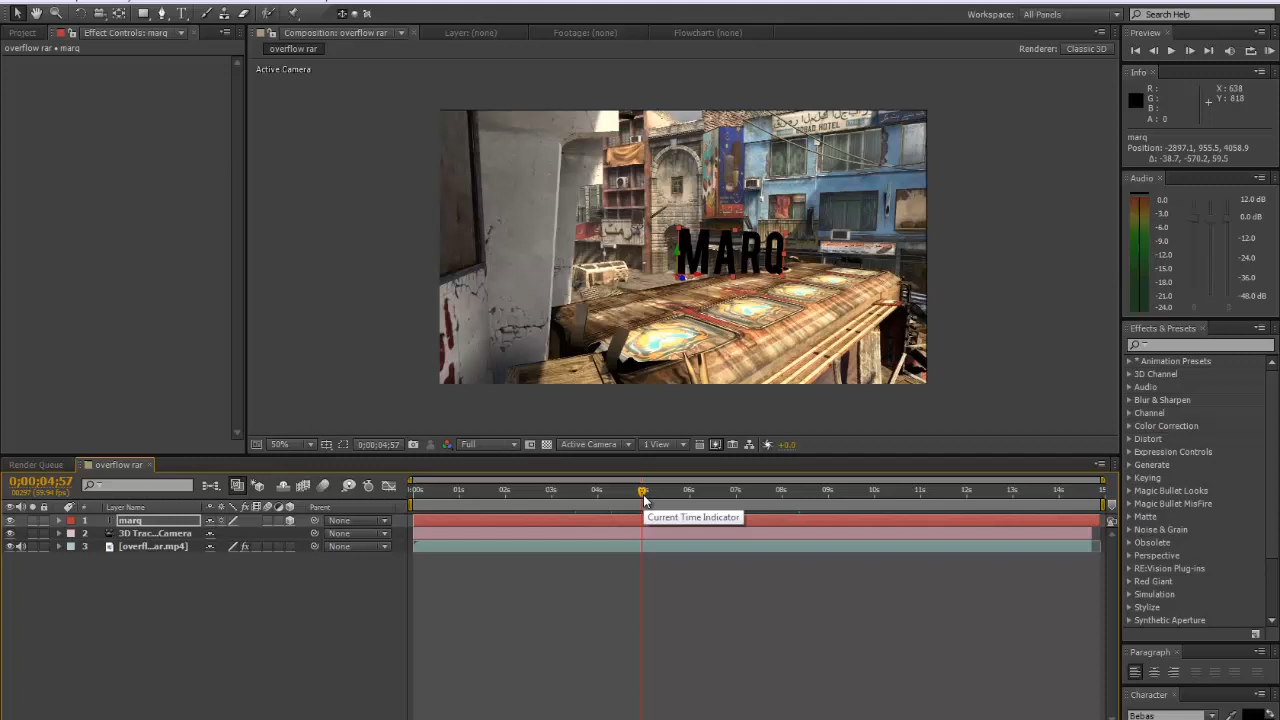 Workspace: All Panels Search Help
Project Effect Controls: marq Composition: overflow rar Layer: (none) Footage: (none) Flowchart: (none) Preview
overflow rar • marq overflow rar Renderer: Classic 3D
Active Camera
Info
R : X : 638
G : Y : 818
B :
A : 0
marq
Position: -2897.1, 955.5, 4058.9
Δ: -38.7, -570.2, 59.5
Audio
0.0 12.0 dB
-3.0
-6.0 0.0 dB
-9.0
-12.0 -12.0
-15.0 -24.0
-18.0
-21.0 -36.0
-24.0 -48.0 dB
HOTEL
MARQ
Effects & Presets
* Animation Presets
3D Channel
Audio
Blur & Sharpen
Channel
Color Correction
Distort
Expression Controls
Generate
Keying
Magic Bullet Looks
Magic Bullet MisFire
Matte
Noise & Grain
Obsolete
Perspective
RE:Vision Plug-ins
Red Giant
Simulation
Stylize
Synthetic Aperture
50% 0;00;04;57 Full Active Camera 1 View +0.0
Render Queue overflow rar
0;00;04;57
00297 (59.94 fps)
:00s 01s 02s 03s 04s 5s 06s 07s 08s 09s 10s 11s 12s 13s 14s 15
# Layer Name Parent
1 marq None
2 3D Trac...Camera None
3 [overfl...ar.mp4] None
Current Time Indicator
Paragraph
Character
Bebas